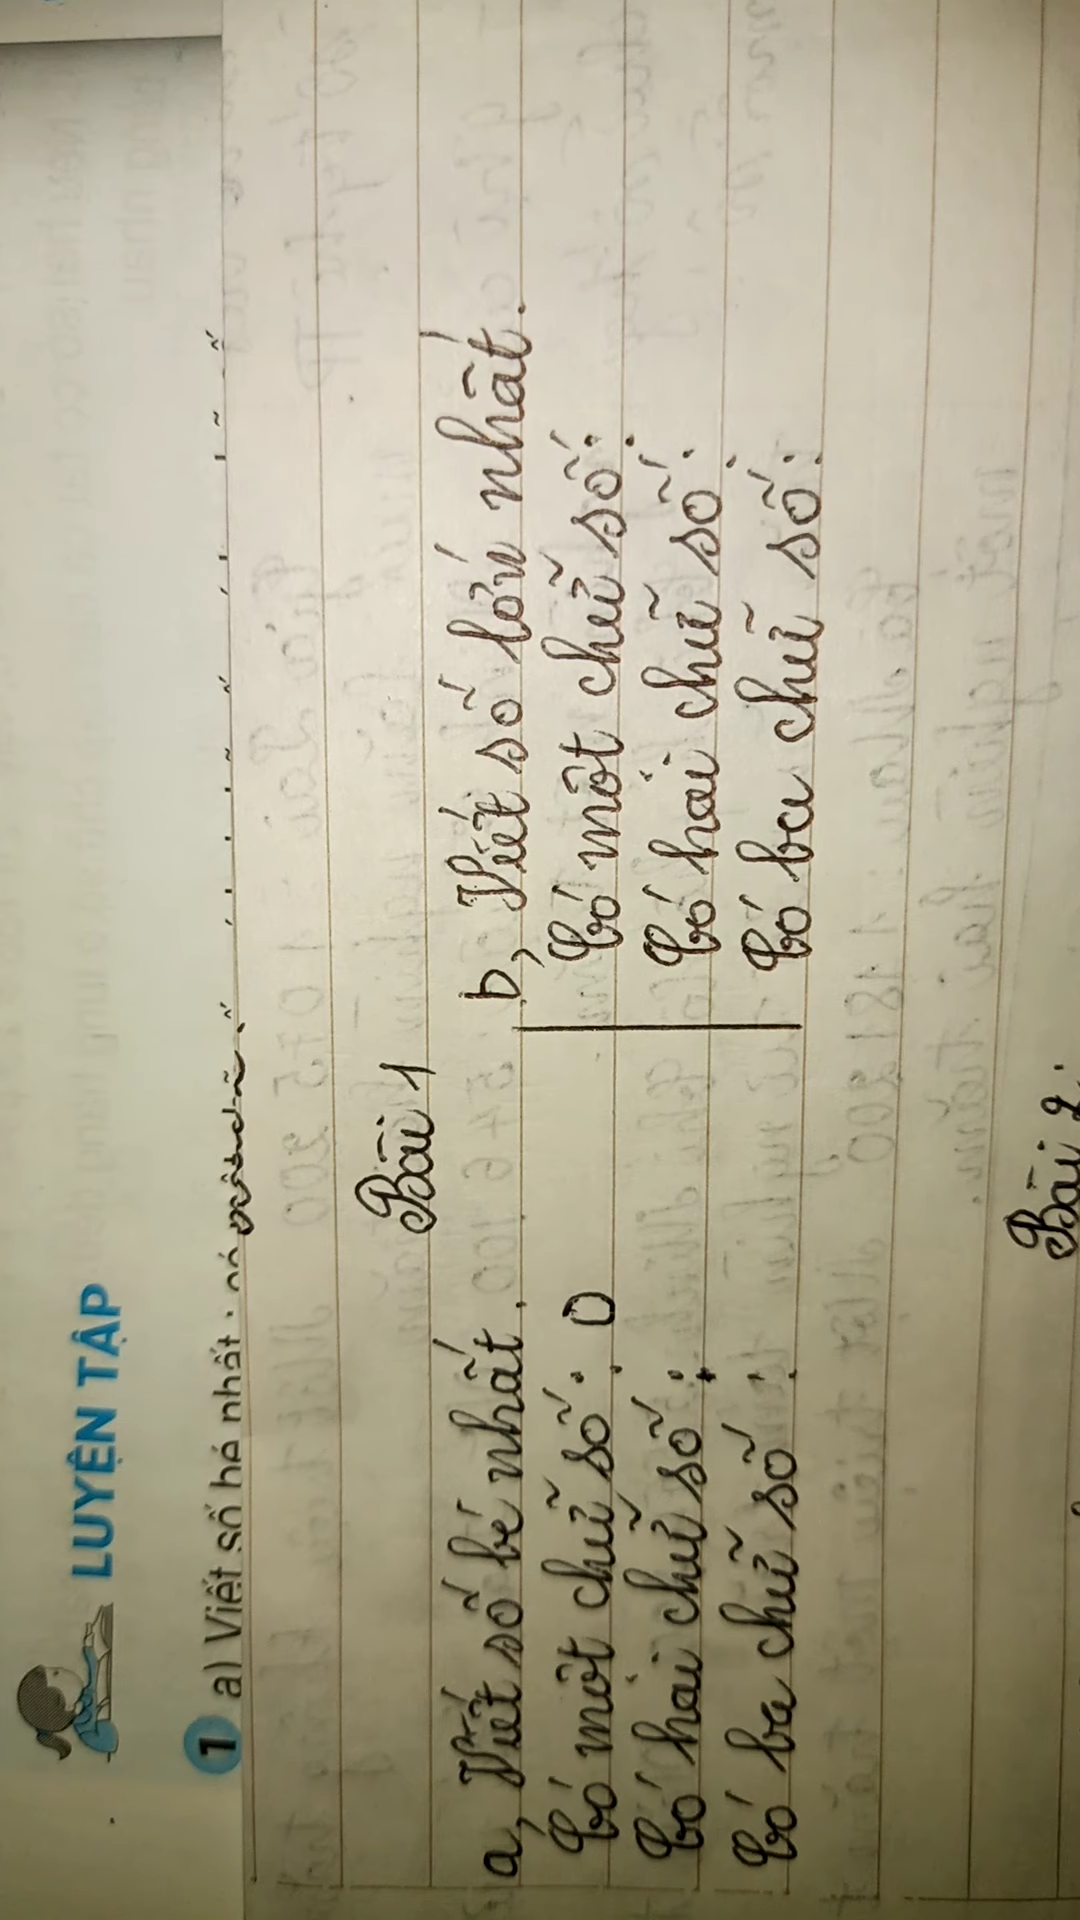 LUYỆN TẬP
1 a) Viết số bé nhất: có
Bài 1
a, Viết số bé nhất.
Có một chữ số: 0
Có hai chữ số:
Có ba chữ số:
b, Viết số lớn nhất.
Có một chữ số:
Có hai chữ số:
Có ba chữ số:
Bài 2: